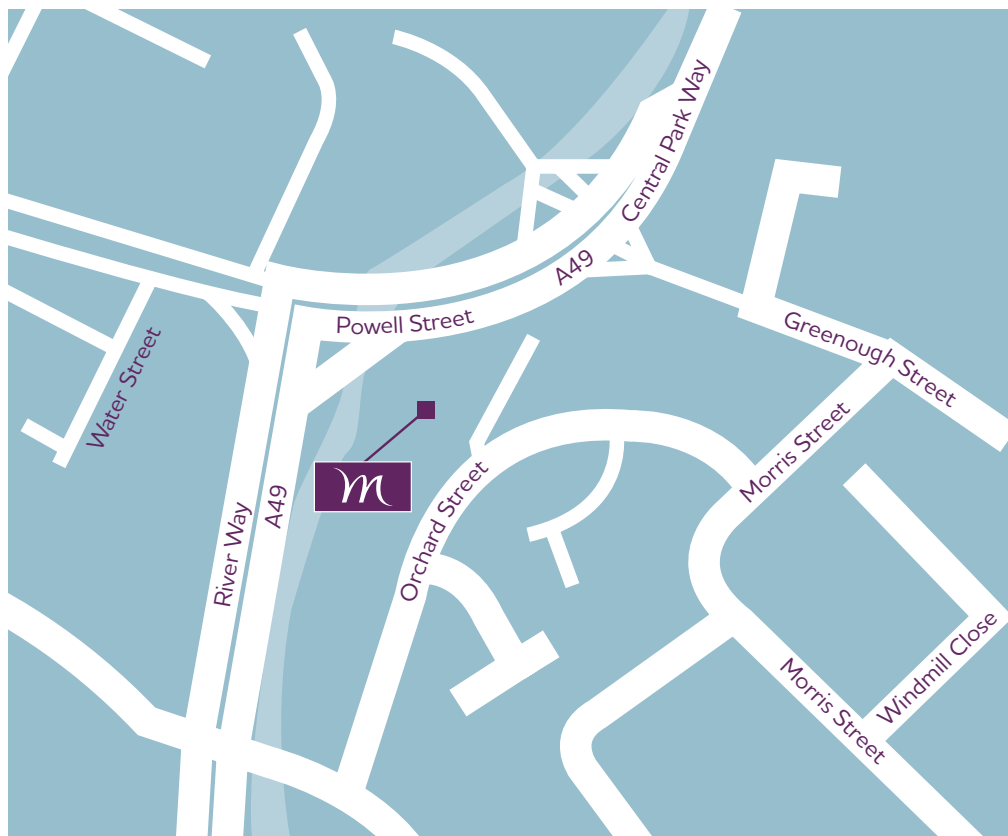 Central Park Way
A49
Powell Street
Greenough Street
Water Street
Morris Street
m
A49
River Way
Orchard Street
Windmill Close
Morris Street